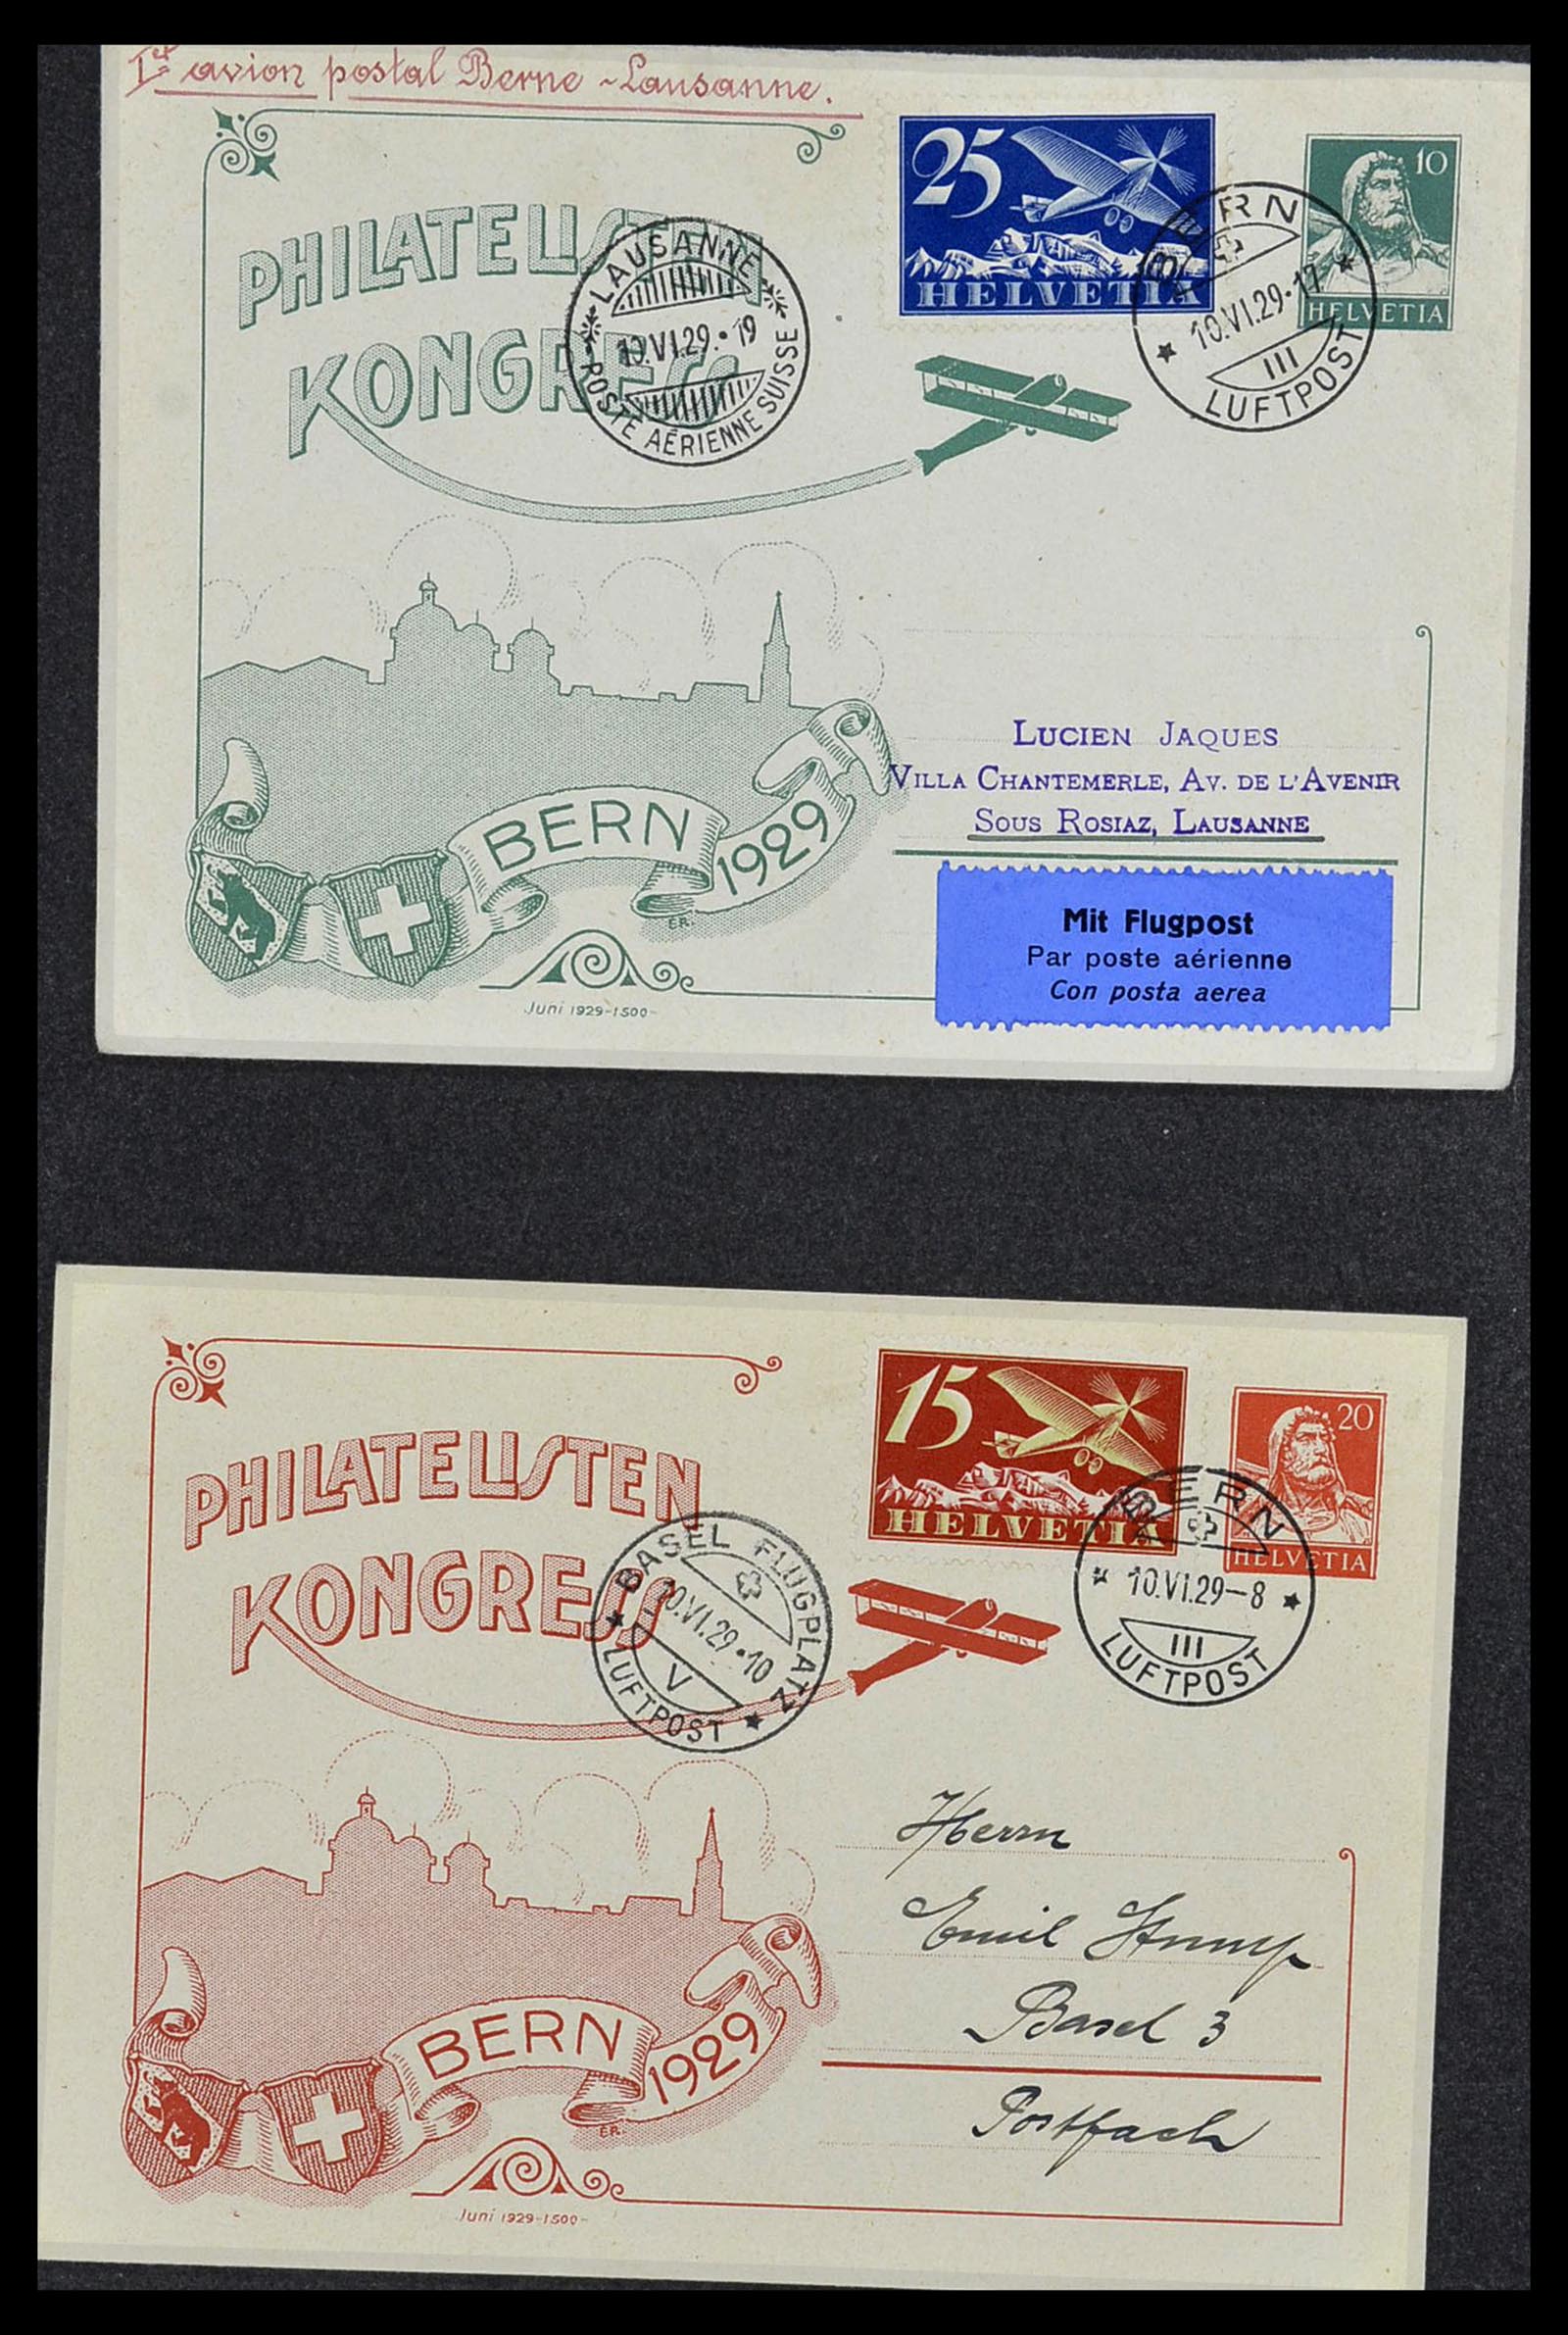 Ier avion postal Berne-Lausanne.
PHILATELISTEN
KONGRESS
25
HELVETIA
10
HELVETIA
LAUSANNE
10.VI.29.•19
POSTE AÉRIENNE SUISSE
BERN
10.VI.29•17
III
LUFTPOST
LUCIEN JAQUES
VILLA CHANTEMERLE, AV. DE L'AVENIR
SOUS ROSIAZ, LAUSANNE
BERN 1929
E.R.
Juni 1929-1500-
Mit Flugpost
Par poste aérienne
Con posta aerea
PHILATELISTEN
KONGRESS
15
HELVETIA
20
HELVETIA
BASEL FLUGPLATZ
10.VI.29•10
V
LUFTPOST
BERN
10.VI.29-8
III
LUFTPOST
Herrn
Emil Stumpf
Basel 3
Postfach
BERN 1929
E.R.
Juni 1929-1500-